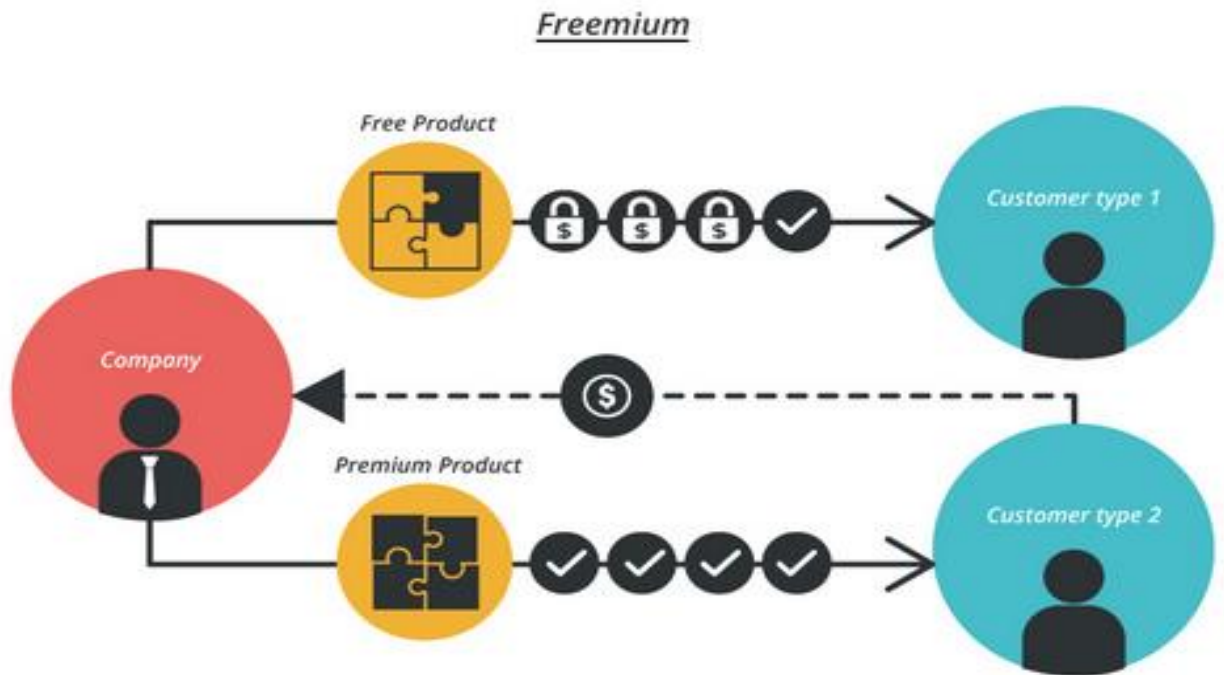 Freemium
Free Product
Customer type 1
$ $ $
Company
$
Premium Product
Customer type 2